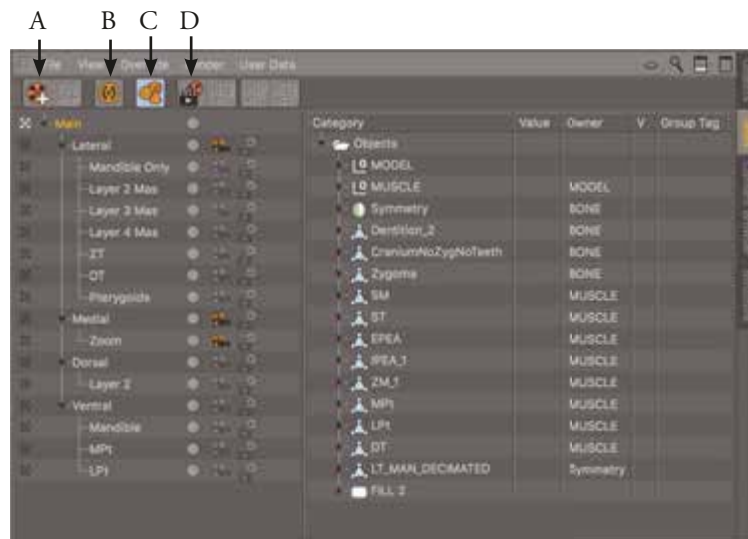 A B C D
File View Override Render User Data
Main
Category Value Owner V Group Tag
Lateral
Objects
Mandible Only
MODEL
Layer 2 Mas
MUSCLE MODEL
Layer 3 Mas
Symmetry BONE
Layer 4 Mas
Dentition_2 BONE
ZT
CraniumNoZygNoTeeth BONE
DT
Zygoma BONE
Pterygoids
SM MUSCLE
Medial
ST MUSCLE
Zoom
EPEA MUSCLE
Dorsal
IPEA_1 MUSCLE
Layer 2
ZM_1 MUSCLE
Ventral
MPt MUSCLE
Mandible
LPt MUSCLE
MPt
DT MUSCLE
LPt
LT_MAN_DECIMATED Symmetry
FILL 2